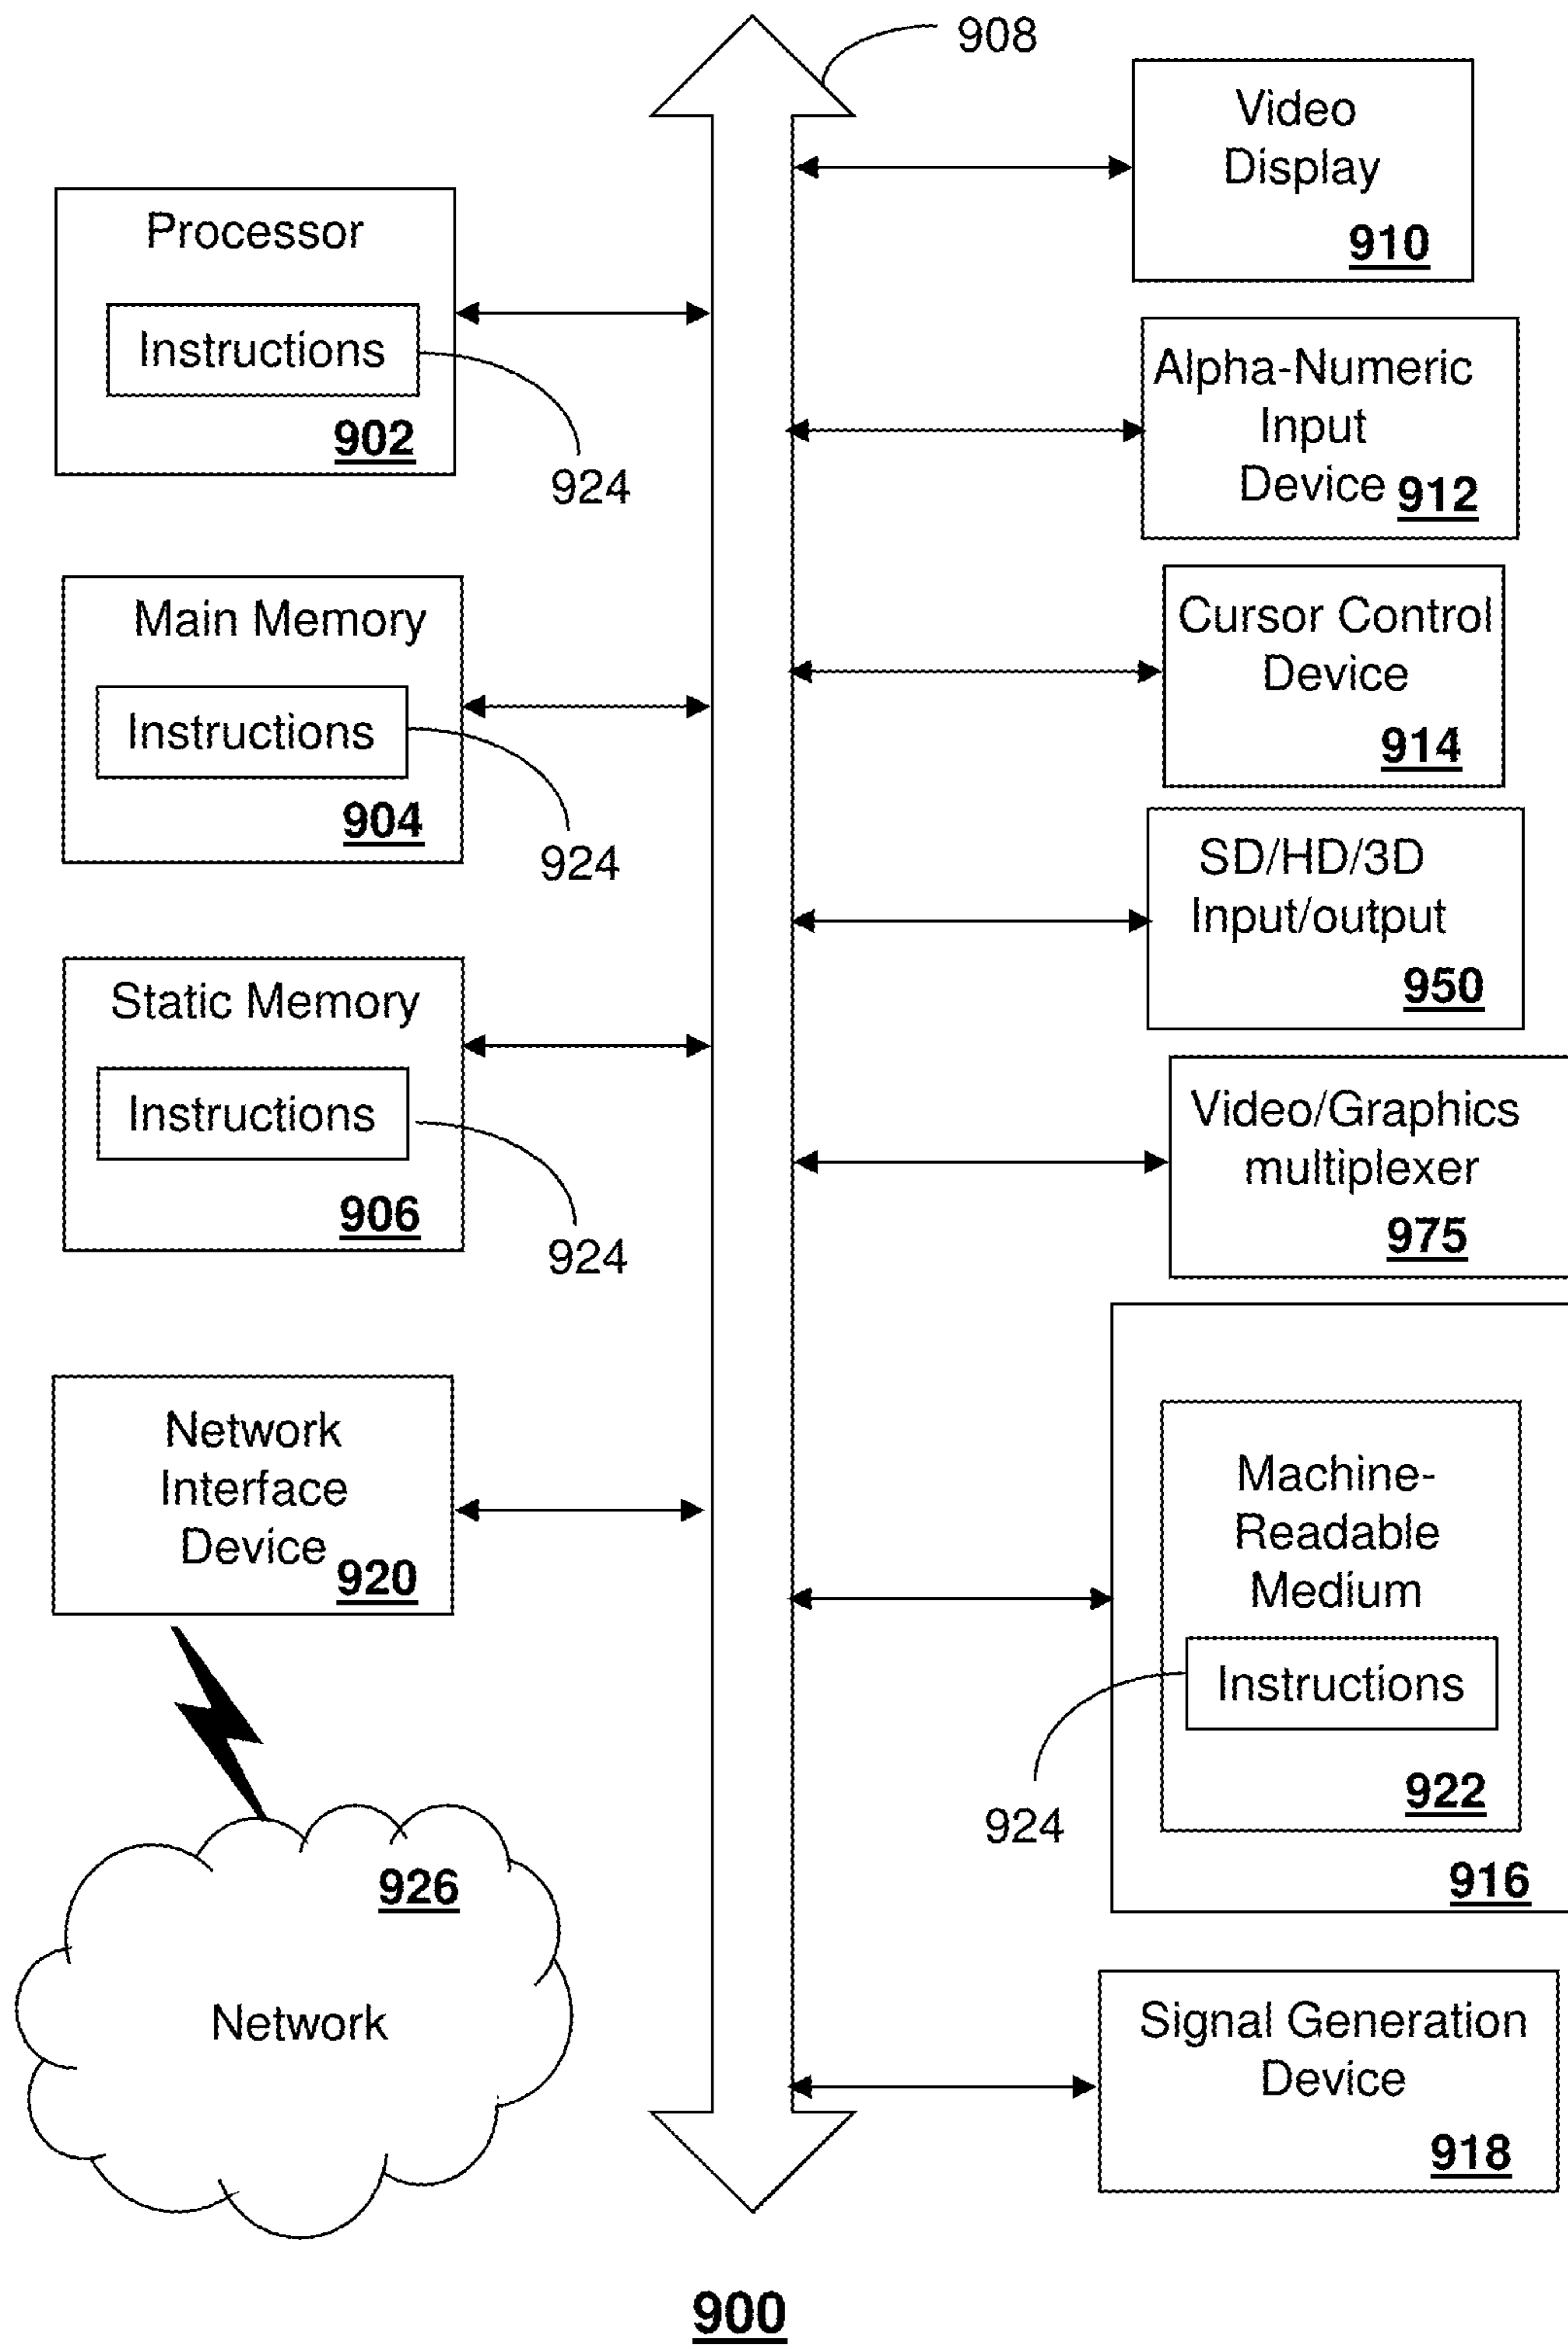 908
Video
Display
910
Processor
Instructions
902
924
Alpha-Numeric
Input
Device 912
Main Memory
Instructions
904
924
Cursor Control
Device
914
SD/HD/3D
Input/output
950
Static Memory
Instructions
906
924
Video/Graphics
multiplexer
975
Network
Interface
Device 920
Machine-
Readable
Medium
Instructions
922
924
916
926
Network
Signal Generation
Device
918
900